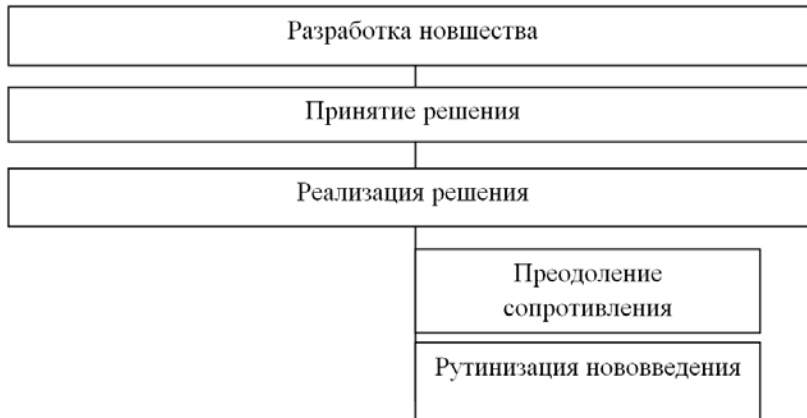 Разработка новшества
Принятие решения
Реализация решения
Преодоление
сопротивления
Рутинизация нововведения